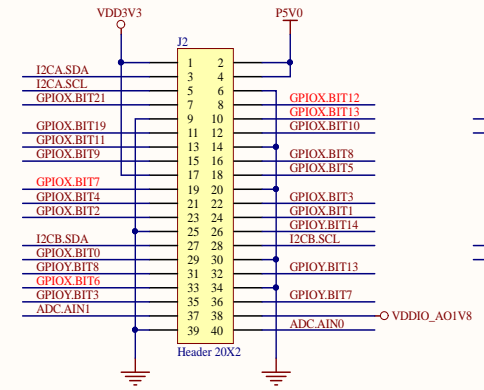 VDD3V3 P5V0
J2
1 2
I2CA.SDA 3 4
I2CA.SCL 5 6
GPIOX.BIT21 7 8 GPIOX.BIT12
9 10 GPIOX.BIT13
GPIOX.BIT19 11 12 GPIOX.BIT10
GPIOX.BIT11 13 14
GPIOX.BIT9 15 16 GPIOX.BIT8
17 18 GPIOX.BIT5
GPIOX.BIT7 19 20
GPIOX.BIT4 21 22 GPIOX.BIT3
GPIOX.BIT2 23 24 GPIOX.BIT1
25 26 GPIOY.BIT14
I2CB.SDA 27 28 I2CB.SCL
GPIOX.BIT0 29 30
GPIOY.BIT8 31 32 GPIOY.BIT13
GPIOX.BIT6 33 34
GPIOY.BIT3 35 36 GPIOY.BIT7
ADC.AIN1 37 38 VDDIO_AO1V8
39 40 ADC.AIN0
Header 20X2